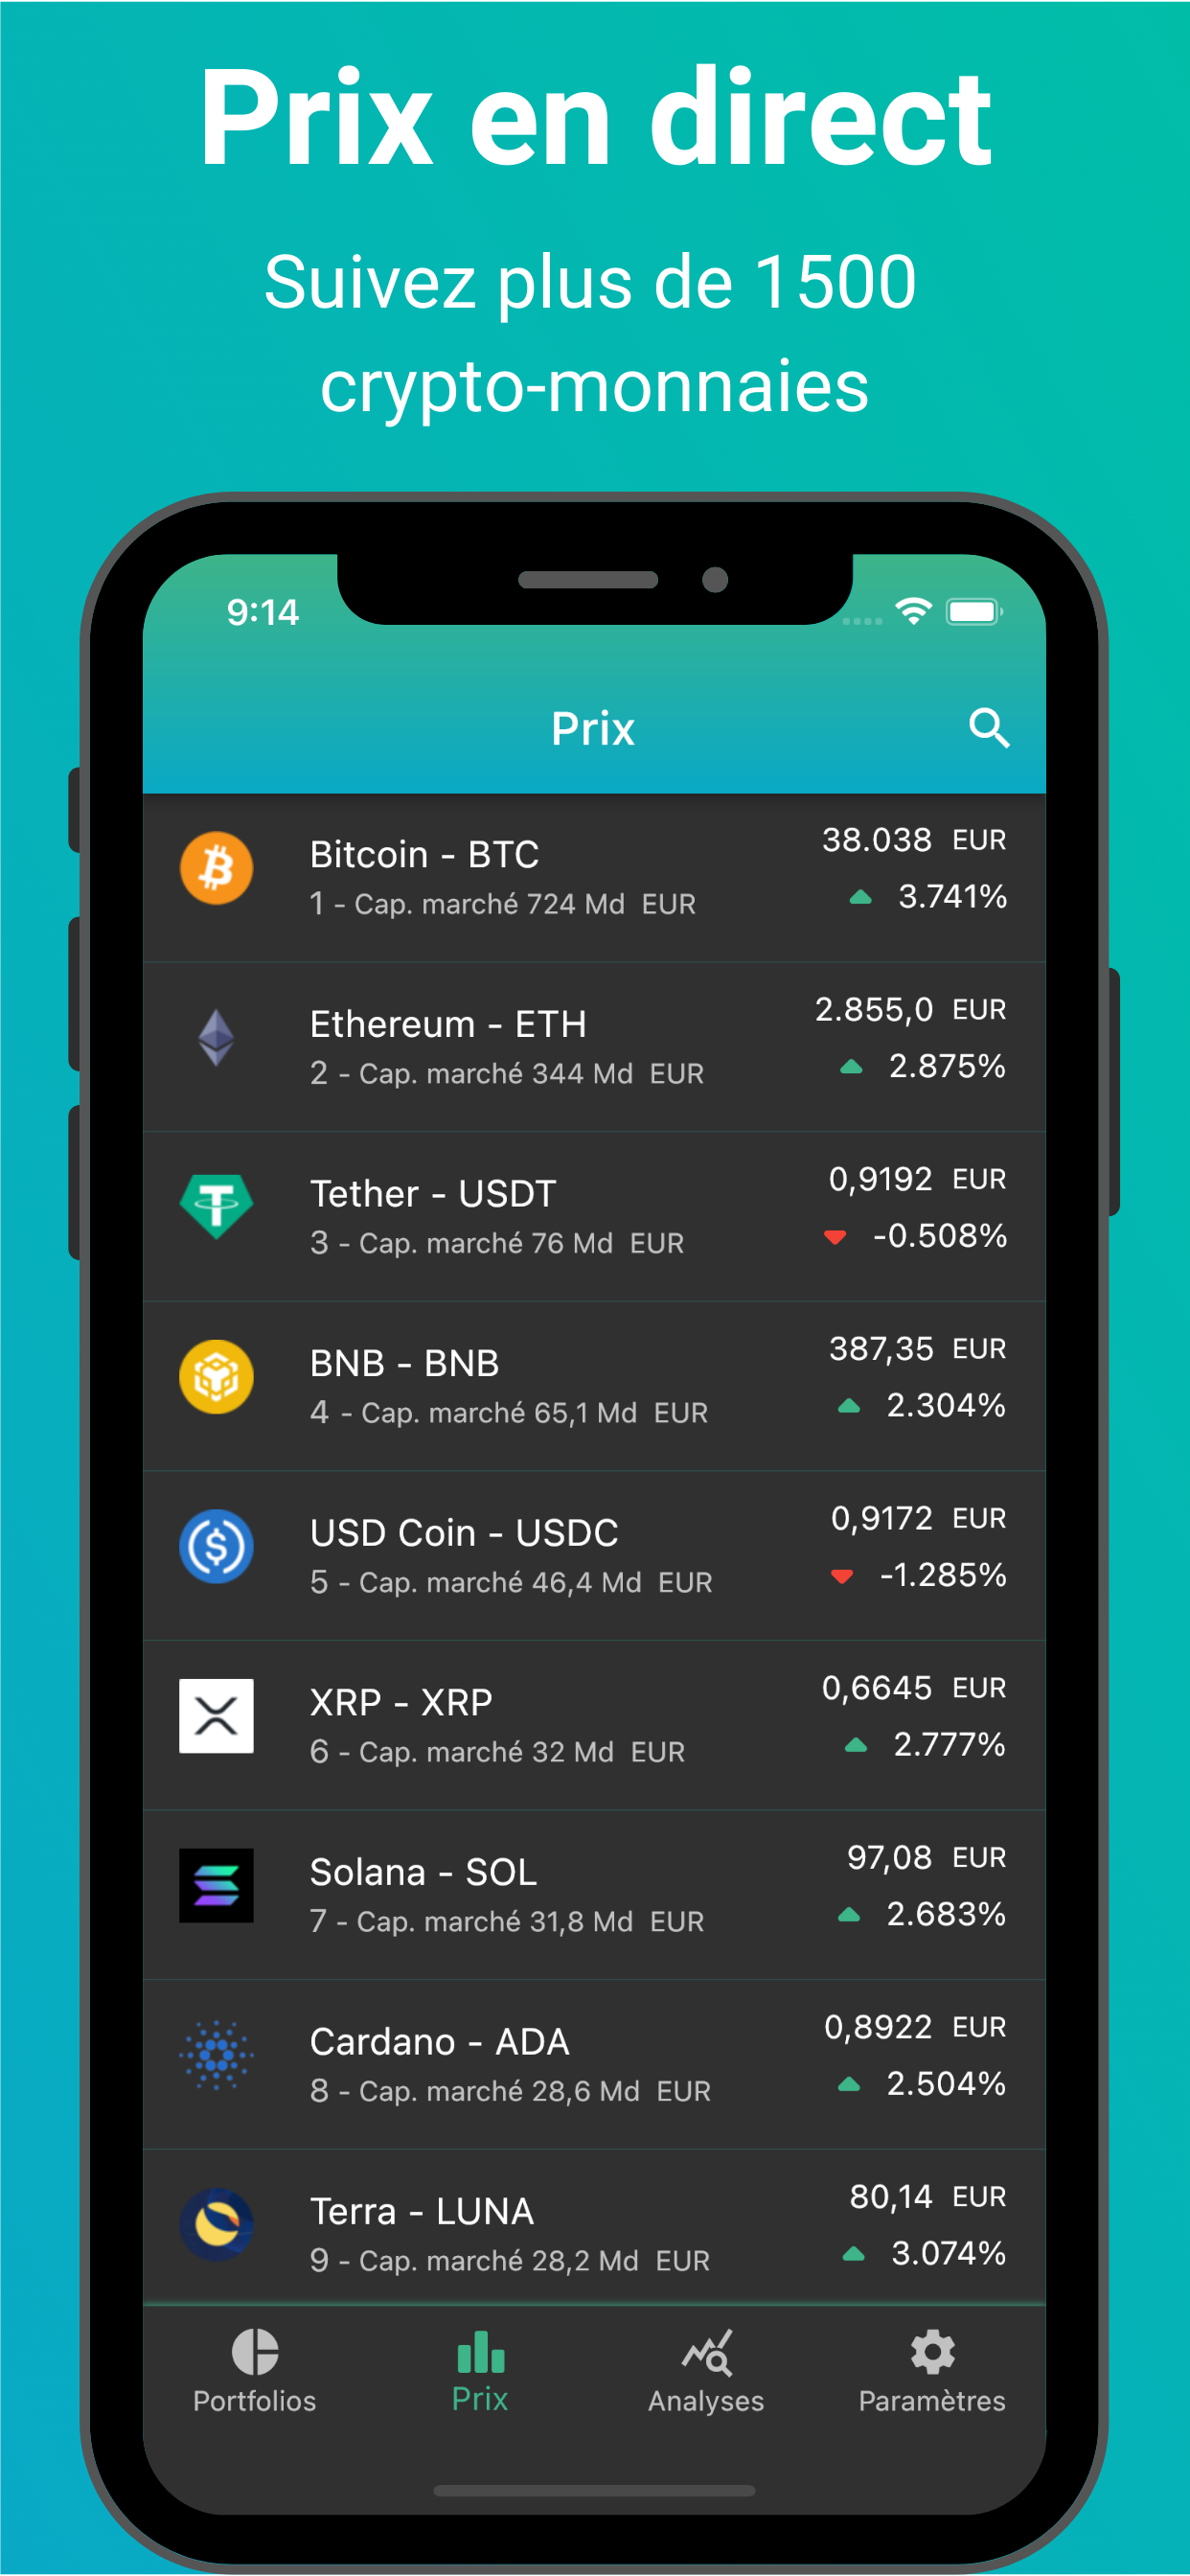 Prix en direct
Suivez plus de 1500
crypto-monnaies
9:14
Prix
Bitcoin - BTC
38.038 EUR
1 - Cap. marché 724 Md EUR
3.741%
Ethereum - ETH
2.855,0 EUR
2 - Cap. marché 344 Md EUR
2.875%
Tether - USDT
0,9192 EUR
3 - Cap. marché 76 Md EUR
-0.508%
BNB - BNB
387,35 EUR
4 - Cap. marché 65,1 Md EUR
2.304%
USD Coin - USDC
0,9172 EUR
5 - Cap. marché 46,4 Md EUR
-1.285%
XRP - XRP
0,6645 EUR
6 - Cap. marché 32 Md EUR
2.777%
Solana - SOL
97,08 EUR
7 - Cap. marché 31,8 Md EUR
2.683%
Cardano - ADA
0,8922 EUR
8 - Cap. marché 28,6 Md EUR
2.504%
Terra - LUNA
80,14 EUR
9 - Cap. marché 28,2 Md EUR
3.074%
Portfolios Prix Analyses Paramètres